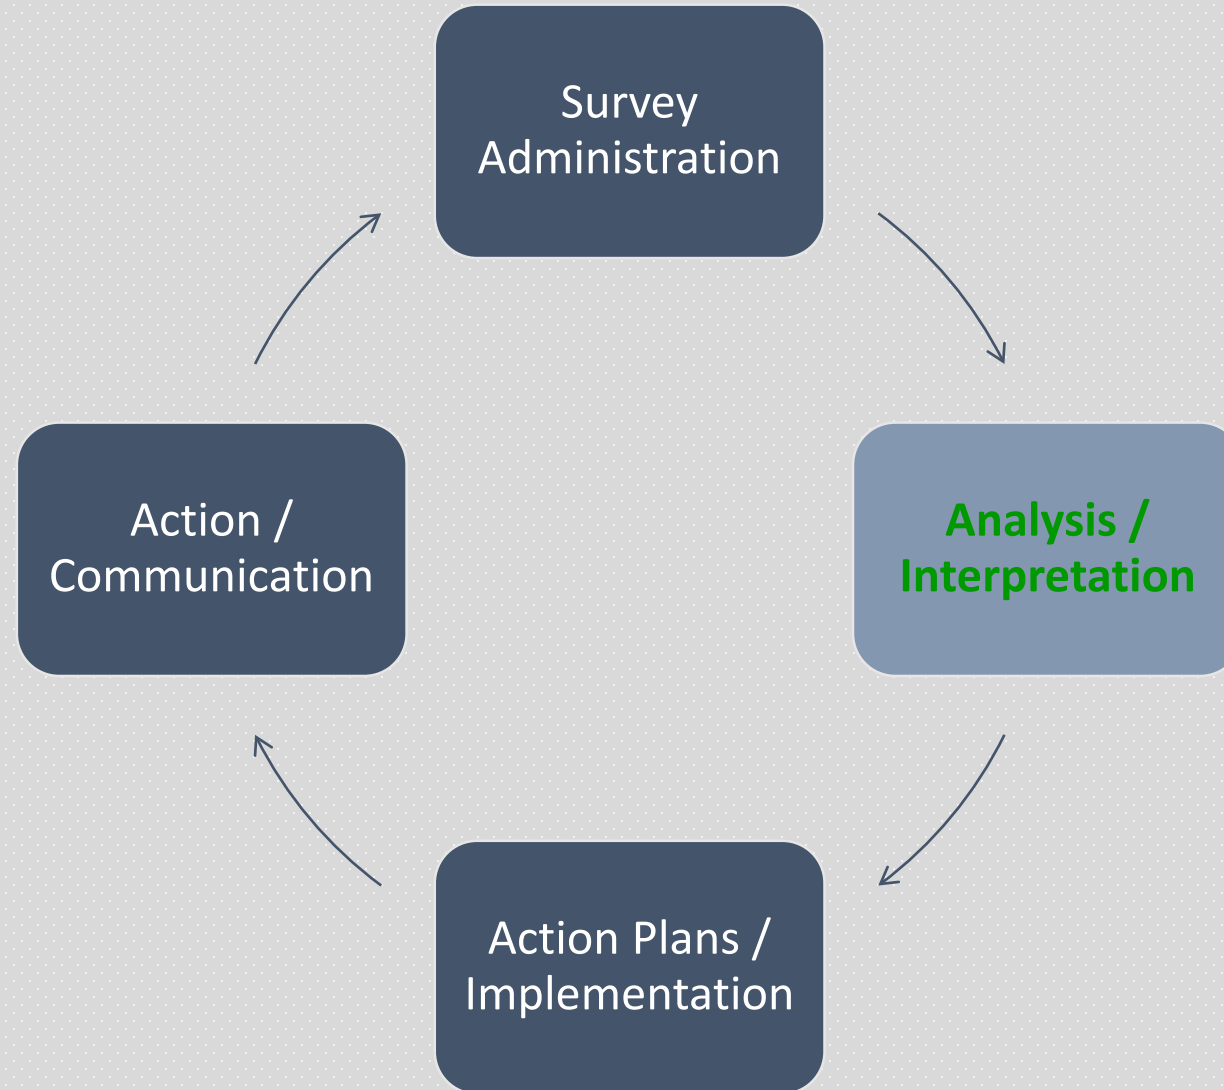 Survey
Administration
Action /
Communication
Analysis /
Interpretation
Action Plans /
Implementation